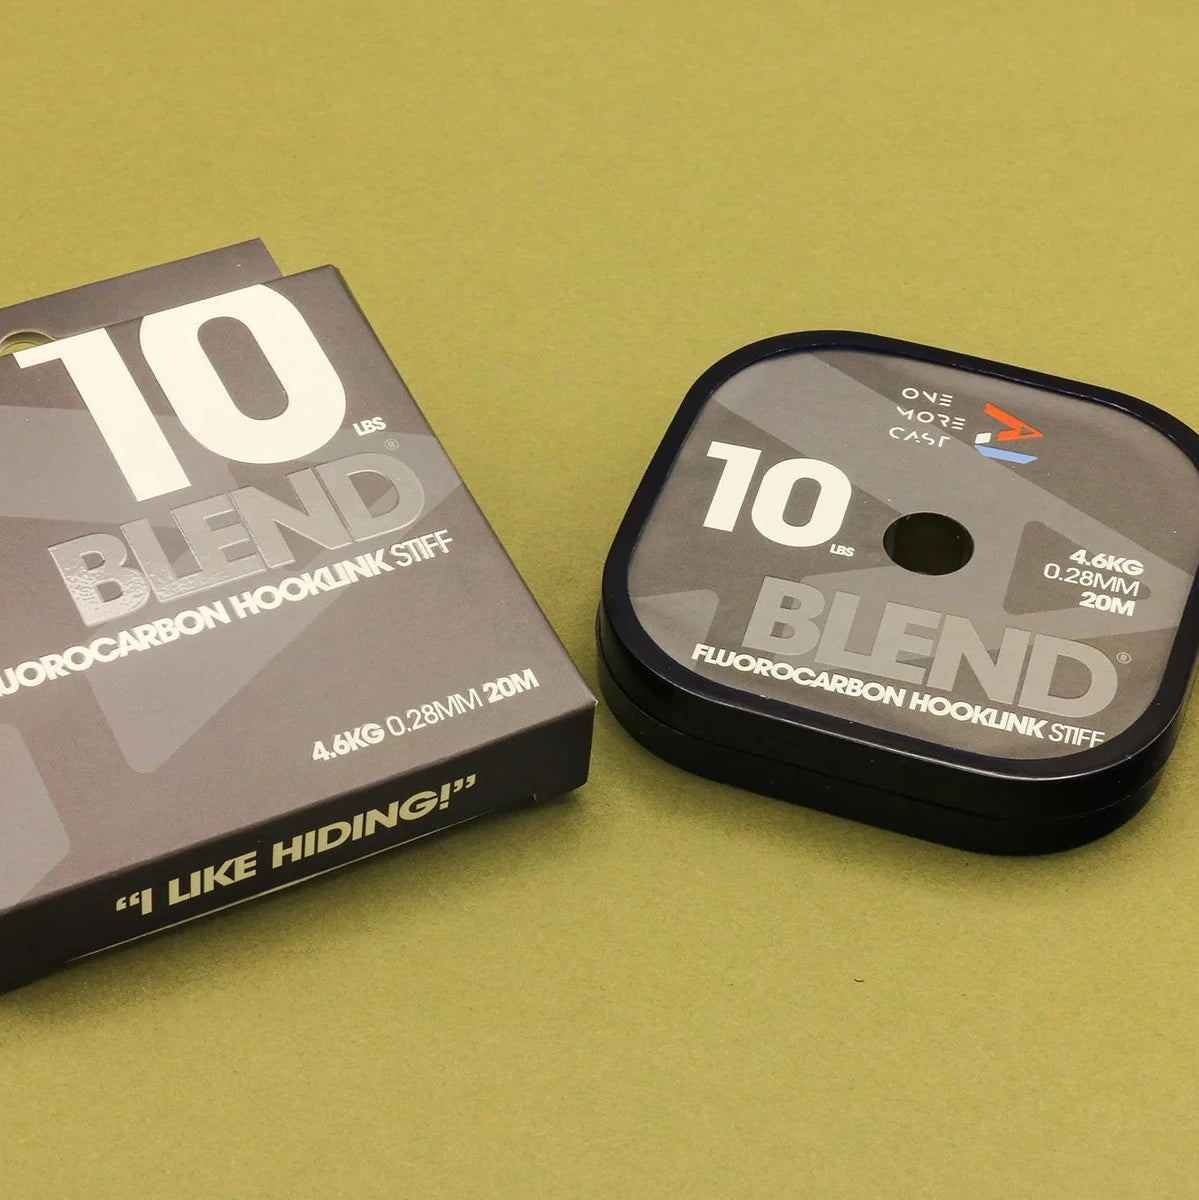 10
LBS
BLEND®
FLUOROCARBON HOOKLINK STIFF
4.6KG 0.28MM 20M
“I LIKE HIDING!”
ONE
MORE
CAST
10
LBS
4.6KG
0.28MM
20M
BLEND®
FLUOROCARBON HOOKLINK STIFF